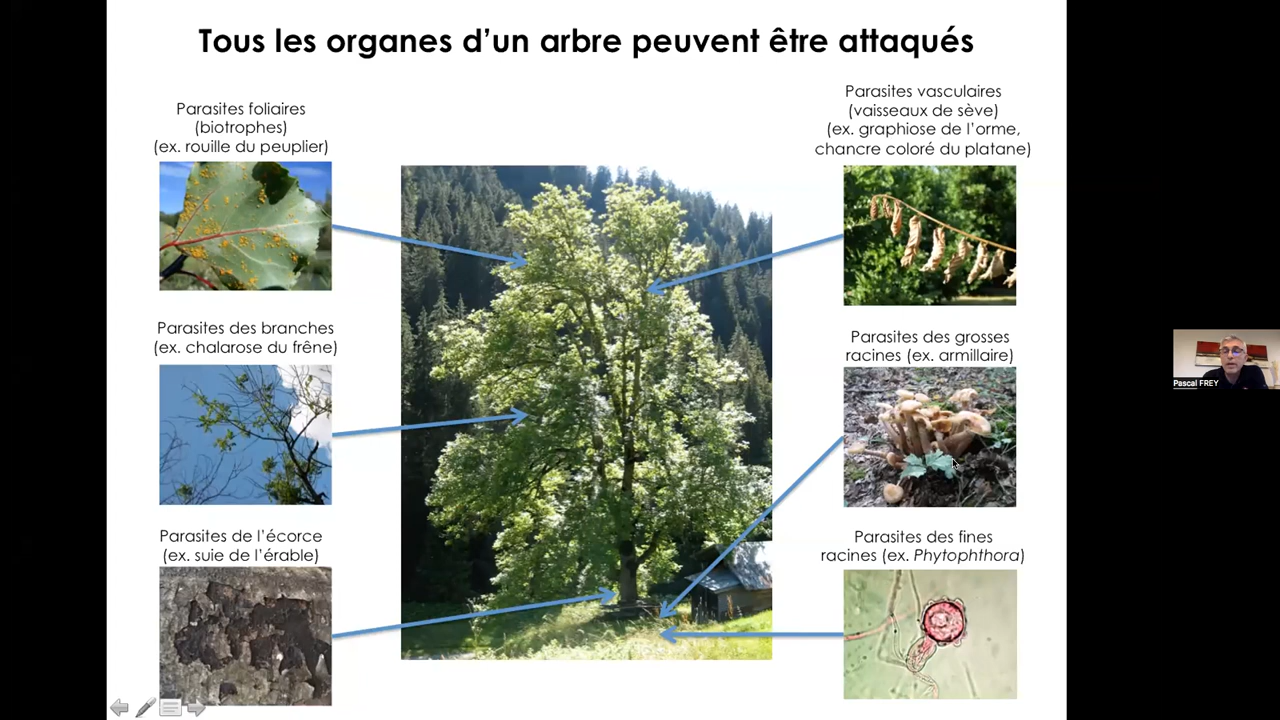 Tous les organes d'un arbre peuvent être attaqués
Parasites foliaires
(biotrophes)
(ex. rouille du peuplier)
Parasites des branches
(ex. chalarose du frêne)
Parasites de l'écorce
(ex. suie de l'érable)
Parasites vasculaires
(vaisseaux de sève)
(ex. graphiose de l'orme,
chancre coloré du platane)
Parasites des grosses
racines (ex. armillaire)
Parasites des fines
racines (ex. Phytophthora)
Pascal FREY